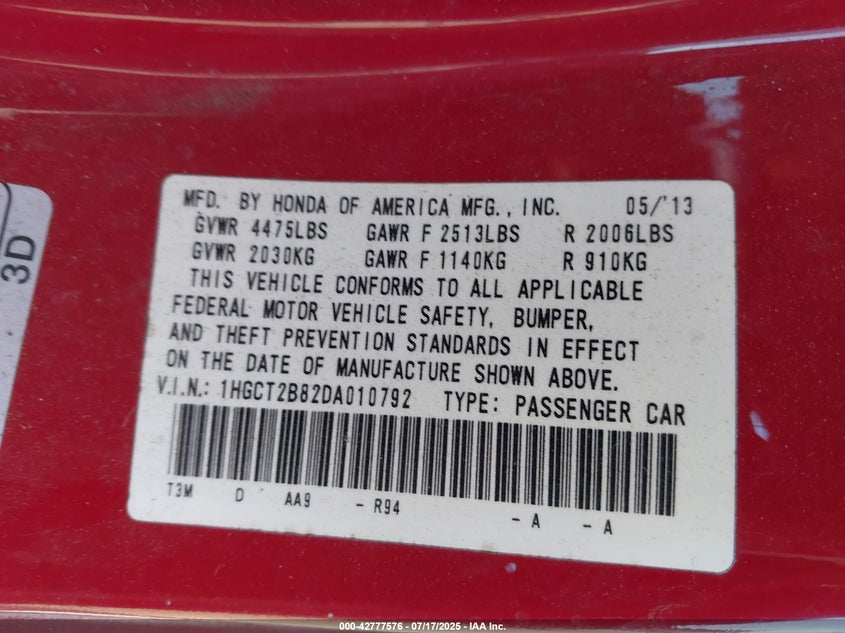 3D
MFD. BY HONDA OF AMERICA MFG., INC. 05/'13
GVWR 4475LBS GAWR F 2513LBS R 2006LBS
GVWR 2030KG GAWR F 1140KG R 910KG
THIS VEHICLE CONFORMS TO ALL APPLICABLE
FEDERAL MOTOR VEHICLE SAFETY, BUMPER,
AND THEFT PREVENTION STANDARDS IN EFFECT
ON THE DATE OF MANUFACTURE SHOWN ABOVE.
V.I.N.: 1HGCT2B82DA010792 TYPE: PASSENGER CAR
T3M D AA9 - R94 - A - A
000-42777576 - 07/17/2025 - IAA Inc.